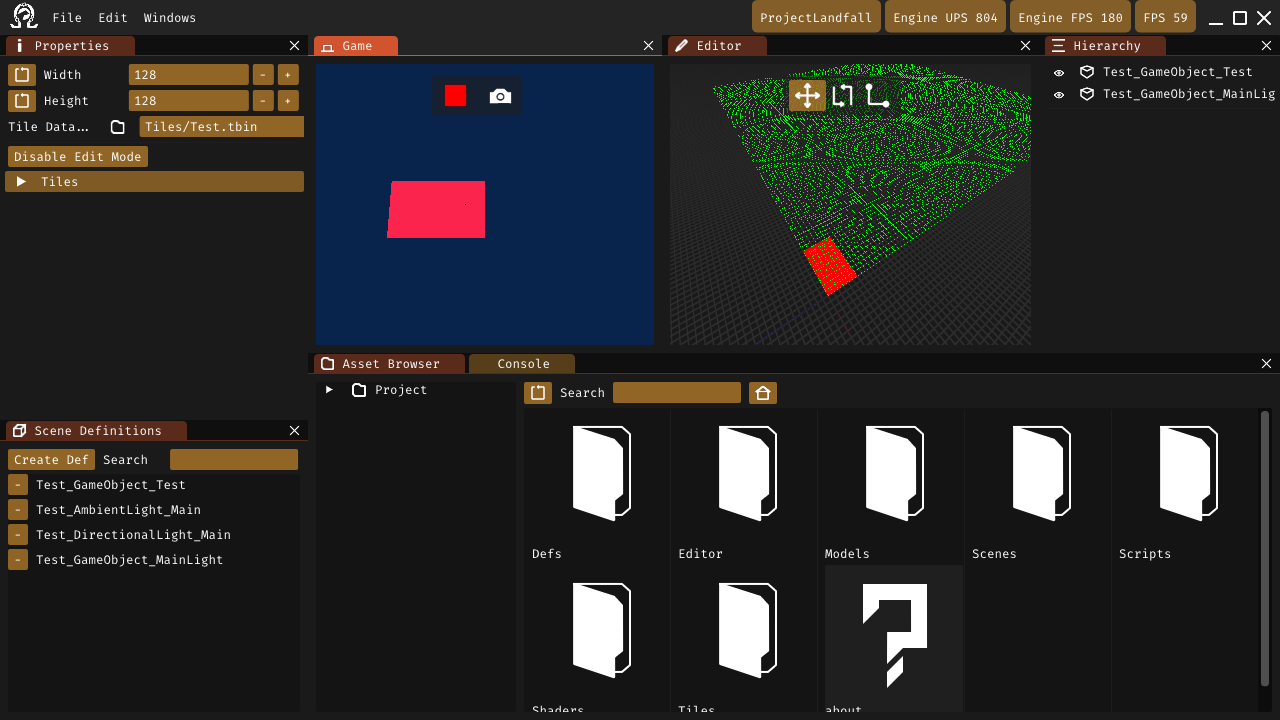 File Edit Windows ProjectLandfall Engine UPS 804 Engine FPS 180 FPS 59
Properties
Width 128 - +
Height 128 - +
Tile Data... Tiles/Test.tbin
Disable Edit Mode
Tiles
Game
Editor
Hierarchy
Test_GameObject_Test
Test_GameObject_MainLig
Scene Definitions
Create Def Search
- Test_GameObject_Test
- Test_AmbientLight_Main
- Test_DirectionalLight_Main
- Test_GameObject_MainLight
Asset Browser Console
Project
Search
Defs Editor Models Scenes Scripts
Shaders Tiles about